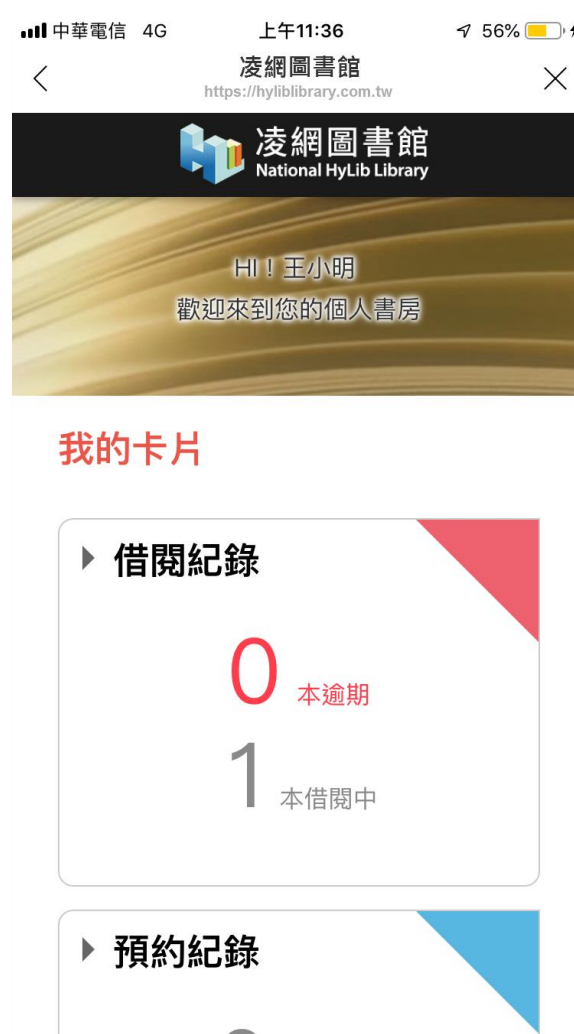 中華電信 4G 上午11:36 56%
凌網圖書館
https://hyliblibrary.com.tw
凌網圖書館
National HyLib Library
HI！王小明
歡迎來到您的個人書房
我的卡片
借閱紀錄
0 本逾期
1 本借閱中
預約紀錄